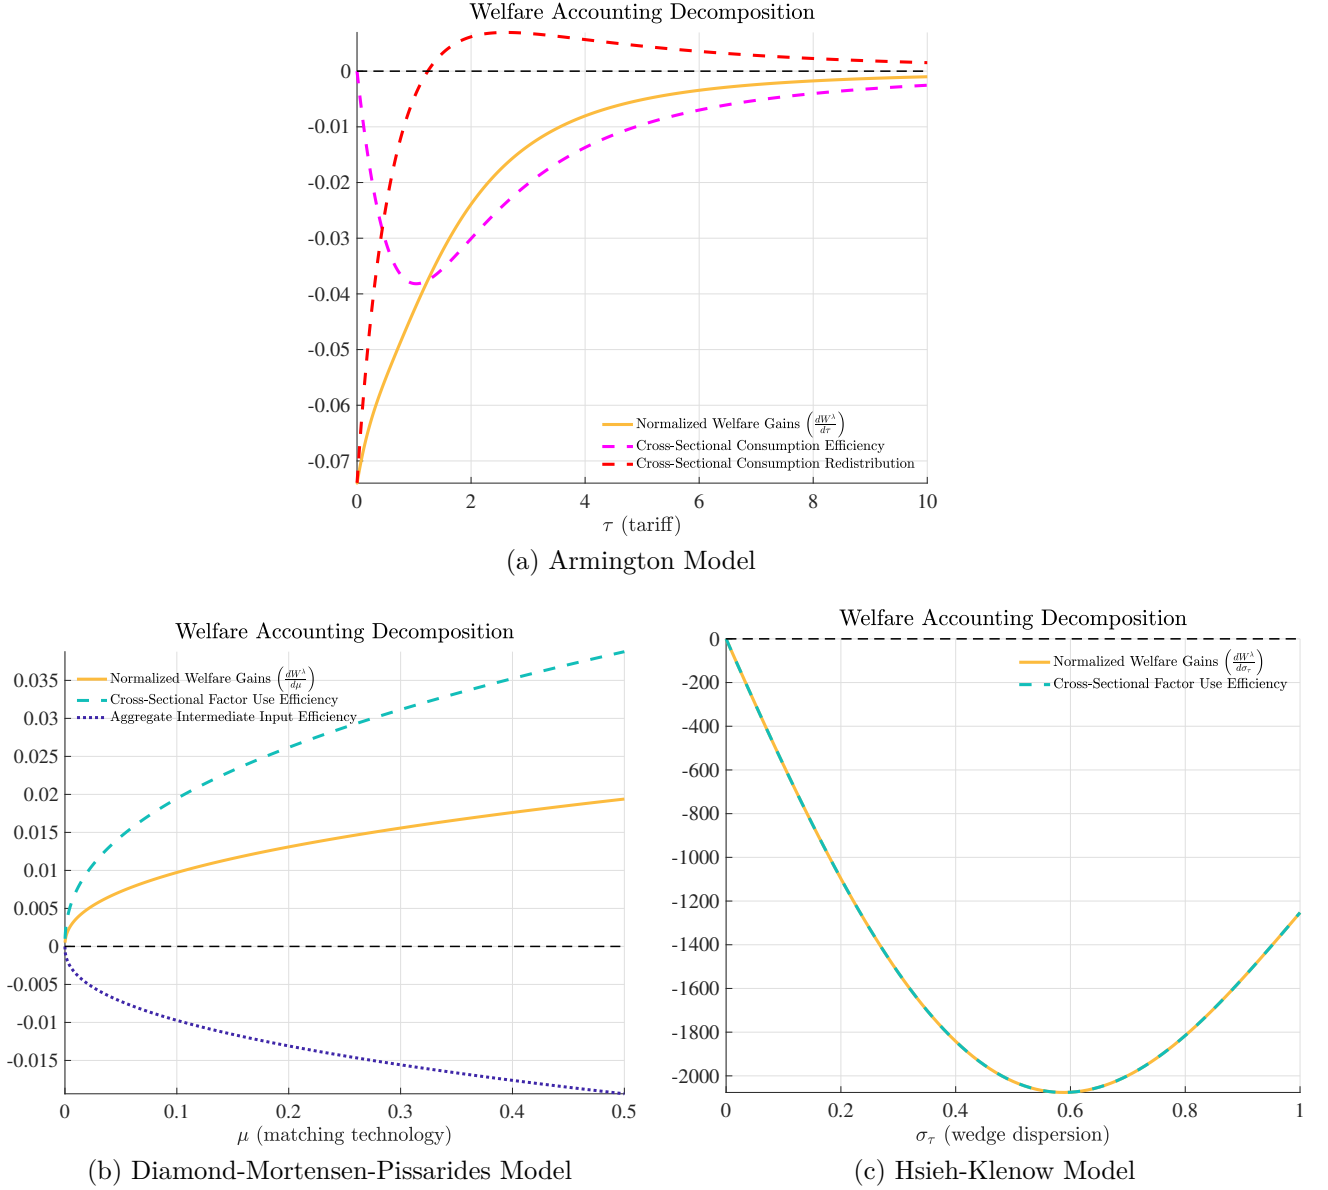 Welfare Accounting Decomposition
0
-0.01
-0.02
-0.03
-0.04
-0.05
-0.06
-0.07
Normalized Welfare Gains (dW^λ/dτ)
Cross-Sectional Consumption Efficiency
Cross-Sectional Consumption Redistribution
0 2 4 6 8 10
τ (tariff)
(a) Armington Model
Welfare Accounting Decomposition
0.035
0.03
0.025
0.02
0.015
0.01
0.005
0
-0.005
-0.01
-0.015
Normalized Welfare Gains (dW^λ/dμ)
Cross-Sectional Factor Use Efficiency
Aggregate Intermediate Input Efficiency
0 0.1 0.2 0.3 0.4 0.5
μ (matching technology)
(b) Diamond-Mortensen-Pissarides Model
Welfare Accounting Decomposition
0
-200
-400
-600
-800
-1000
-1200
-1400
-1600
-1800
-2000
Normalized Welfare Gains (dW^λ/dσ_τ)
Cross-Sectional Factor Use Efficiency
0 0.2 0.4 0.6 0.8 1
σ_τ (wedge dispersion)
(c) Hsieh-Klenow Model